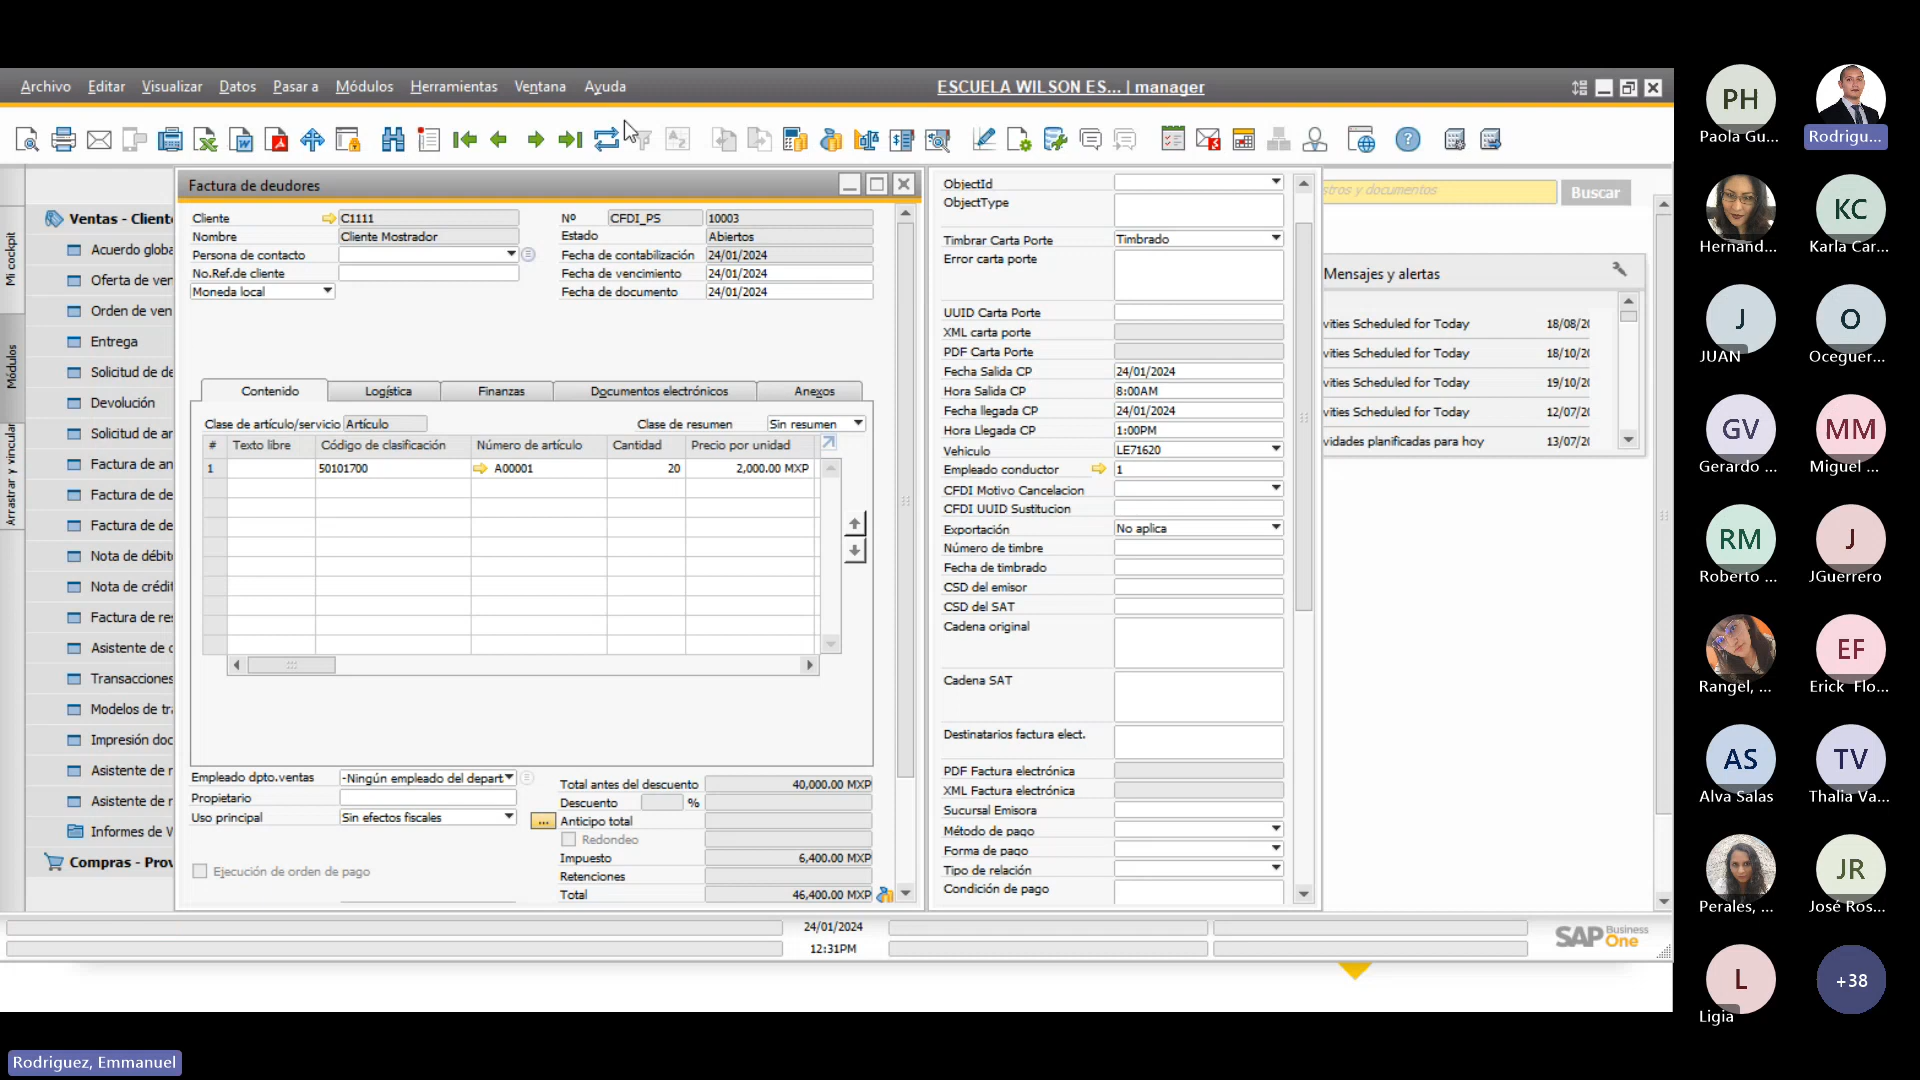 Archivo Editar Visualizar Datos Pasar a Módulos Herramientas Ventana Ayuda
ESCUELA WILSON ES... | manager
Mi cockpit
Módulos
Arrastrar y vincular
Ventas - Cliente
Acuerdo globa
Oferta de ven
Orden de ven
Entrega
Solicitud de de
Devolución
Solicitud de an
Factura de an
Factura de de
Factura de de
Nota de débit
Nota de crédi
Factura de res
Asistente de c
Transacciones
Modelos de tra
Impresión doc
Asistente de r
Asistente de r
Informes de V
Compras - Prov
Factura de deudores
Cliente C1111
Nombre Cliente Mostrador
Persona de contacto
No.Ref.de cliente
Moneda local
Nº CFDI_PS 10003
Estado Abiertos
Fecha de contabilización 24/01/2024
Fecha de vencimiento 24/01/2024
Fecha de documento 24/01/2024
Contenido Logística Finanzas Documentos electrónicos Anexos
Clase de artículo/servicio Artículo Clase de resumen Sin resumen
# Texto libre Código de clasificación Número de artículo Cantidad Precio por unidad
1 50101700 A00001 20 2,000.00 MXP
Empleado dpto.ventas -Ningún empleado del depart
Propietario
Uso principal Sin efectos fiscales
Ejecución de orden de pago
Total antes del descuento 40,000.00 MXP
Descuento %
... Anticipo total
Redondeo
Impuesto 6,400.00 MXP
Retenciones
Total 46,400.00 MXP
ObjectId
ObjectType
Timbrar Carta Porte Timbrado
Error carta porte
UUID Carta Porte
XML carta porte
PDF Carta Porte
Fecha Salida CP 24/01/2024
Hora Salida CP 8:00AM
Fecha llegada CP 24/01/2024
Hora Llegada CP 1:00PM
Vehiculo LE71620
Empleado conductor 1
CFDI Motivo Cancelacion
CFDI UUID Sustitucion
Exportación No aplica
Número de timbre
Fecha de timbrado
CSD del emisor
CSD del SAT
Cadena original
Cadena SAT
Destinatarios factura elect.
PDF Factura electrónica
XML Factura electrónica
Sucursal Emisora
Método de pago
Forma de pago
Tipo de relación
Condición de pago
stros y documentos Buscar
Mensajes y alertas
vities Scheduled for Today 18/08/20
vities Scheduled for Today 18/10/20
vities Scheduled for Today 19/10/20
vities Scheduled for Today 12/07/20
vidades planificadas para hoy 13/07/20
24/01/2024
12:31PM
SAP Business One
PH
Paola Gu... Rodrigu...
KC
Hernánd... Karla Car...
J O
JUAN Oceguer...
GV MM
Gerardo ... Miguel ...
RM J
Roberto ... JGuerrero
EF
Rangel, ... Erick Flo...
AS TV
Alva Salas Thalia Va...
JR
Perales, ... José Ros...
L +38
Ligia
Rodriguez, Emmanuel